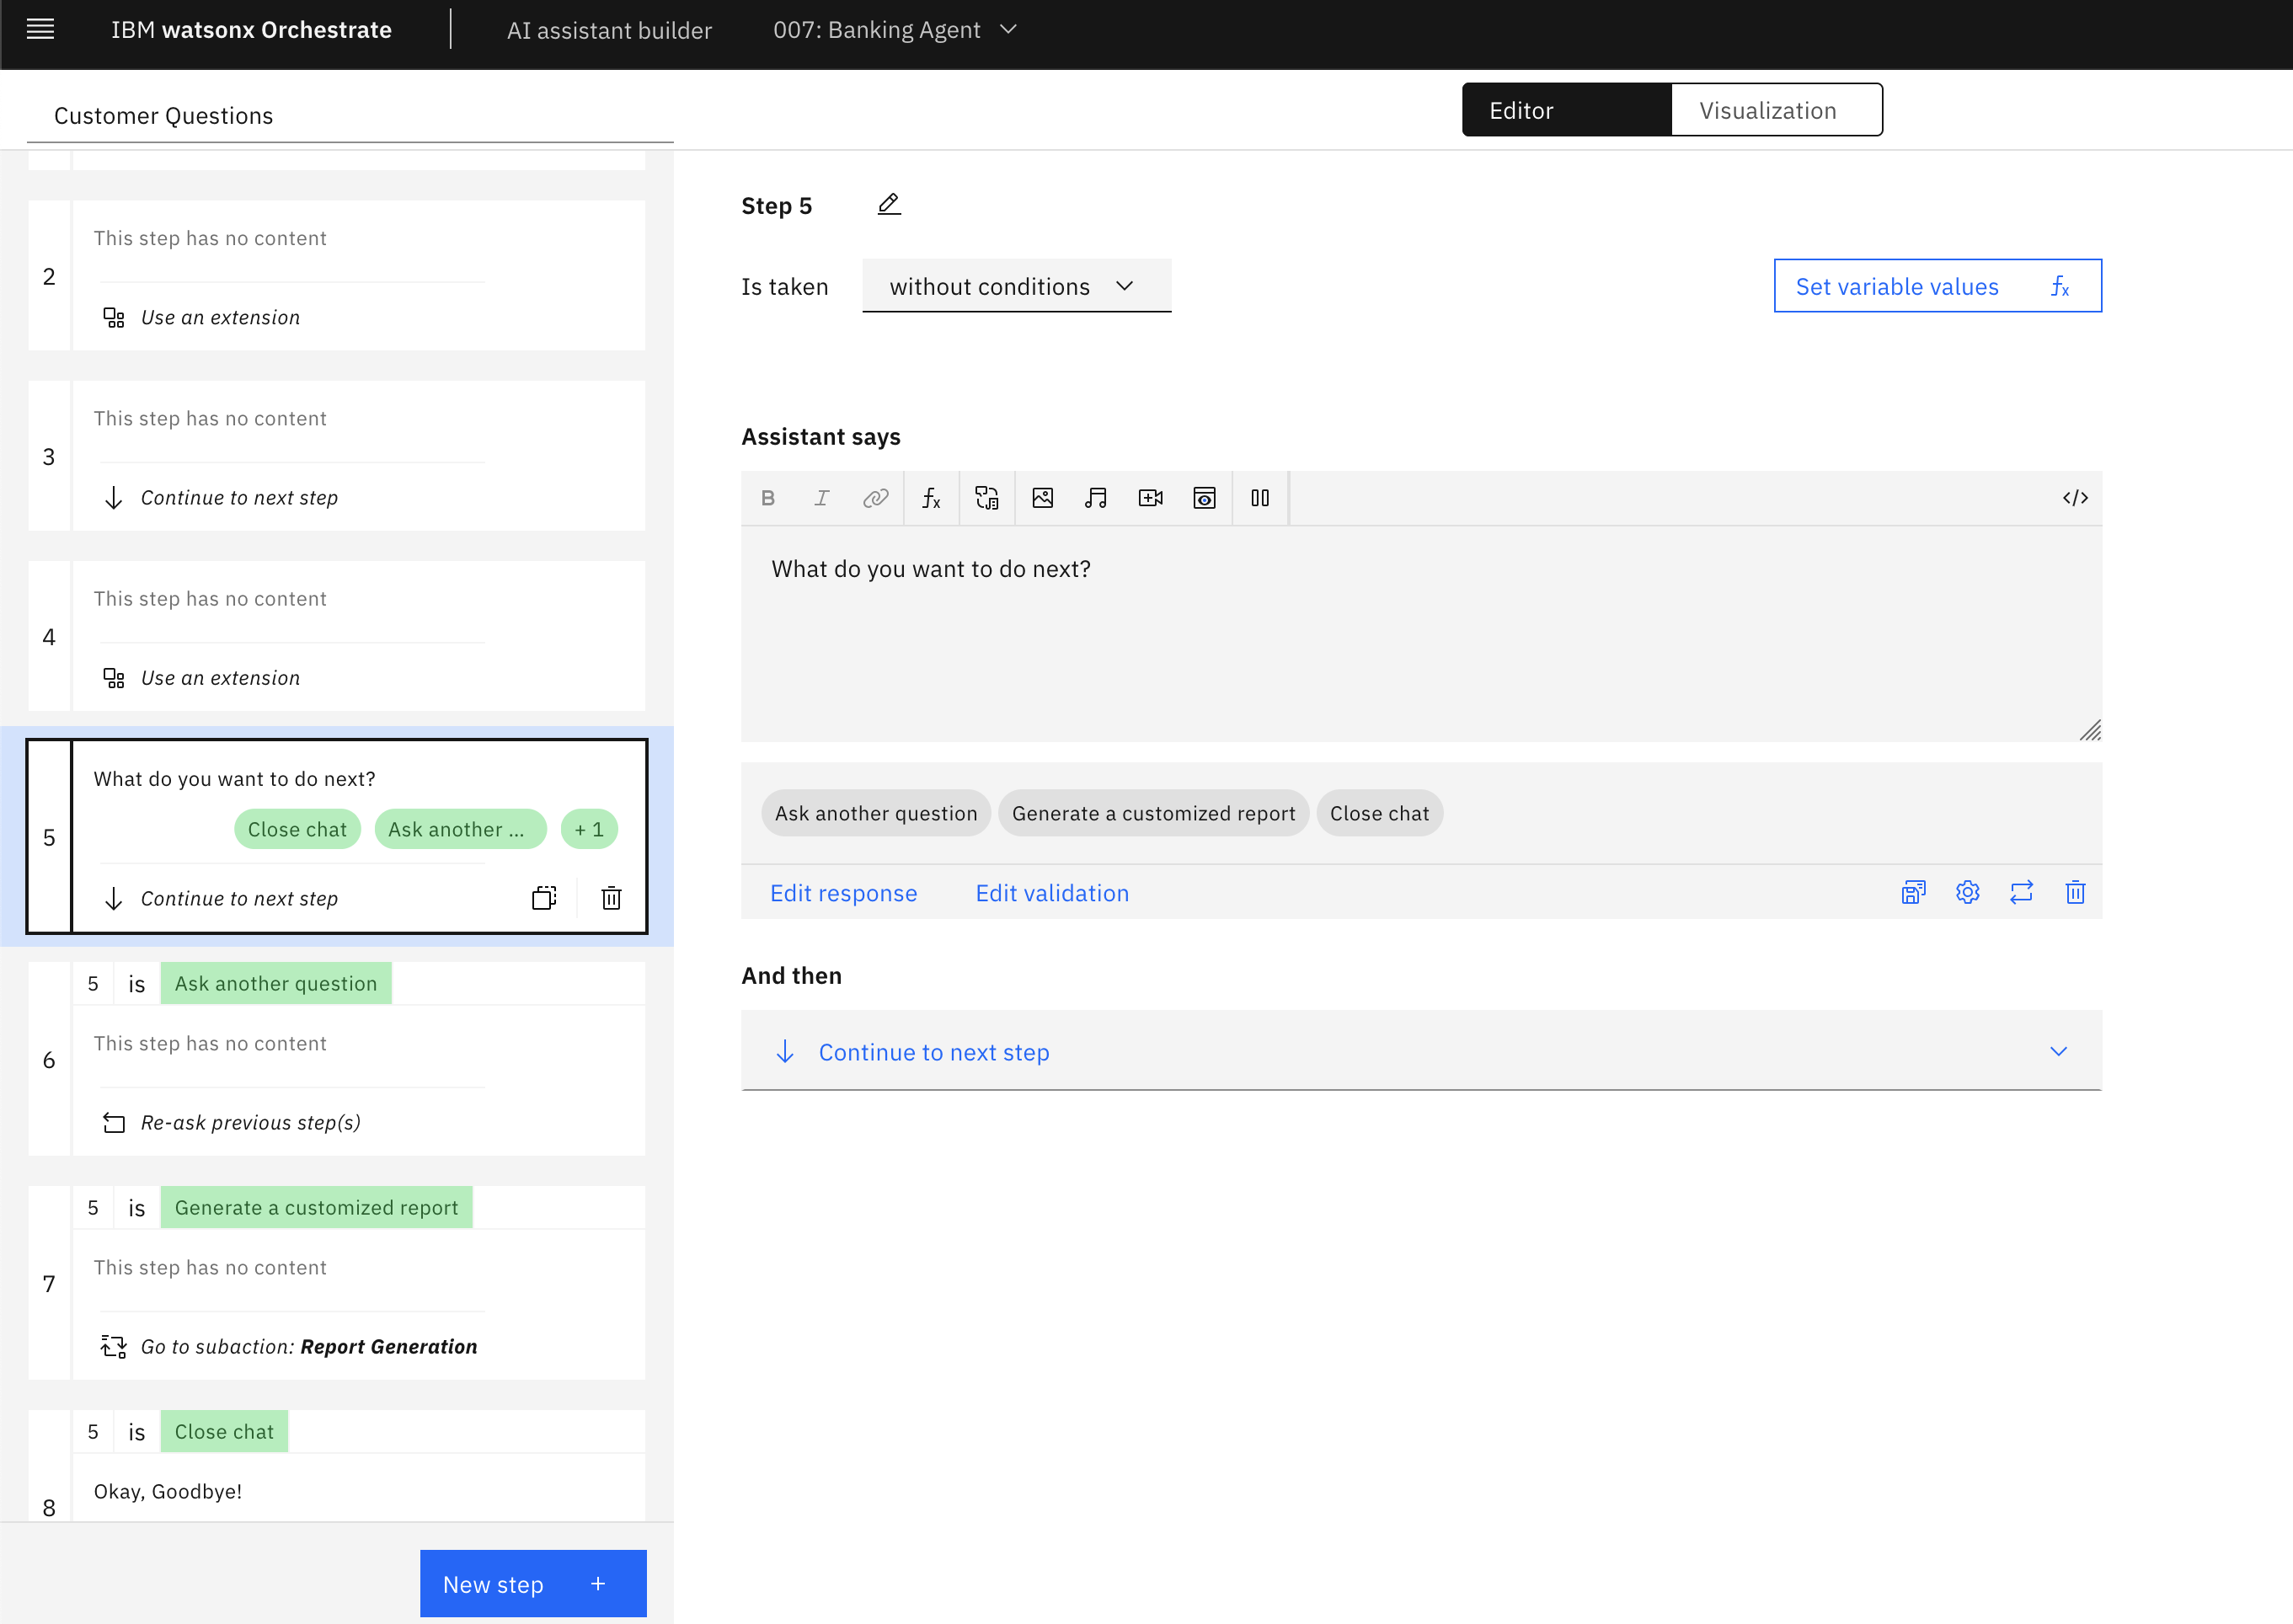 IBM watsonx Orchestrate
AI assistant builder
007: Banking Agent
Customer Questions
Editor
Visualization
2
This step has no content
Use an extension
3
This step has no content
Continue to next step
4
This step has no content
Use an extension
5
What do you want to do next?
Close chat
Ask another ...
+ 1
Continue to next step
6
5 is Ask another question
This step has no content
Re-ask previous step(s)
7
5 is Generate a customized report
This step has no content
Go to subaction: Report Generation
8
5 is Close chat
Okay, Goodbye!
New step +
Step 5
Is taken
without conditions
Set variable values fx
Assistant says
B I fx </>
What do you want to do next?
Ask another question
Generate a customized report
Close chat
Edit response
Edit validation
And then
Continue to next step